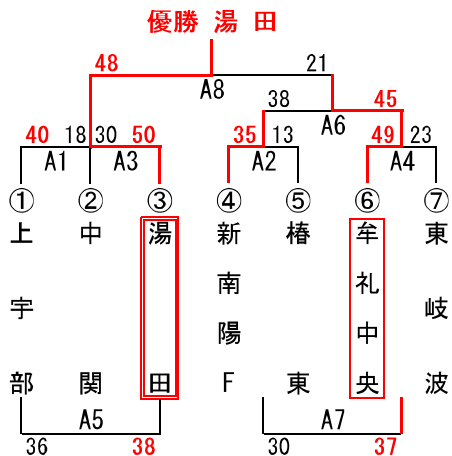 優勝 湯 田
48 21
A8
38 45
A6
40 18 30 50 35 13 49 23
A1 A3 A2 A4
① ② ③ ④ ⑤ ⑥ ⑦
上宇部
中関
湯田
新南陽F
椿東
牟礼中央
東岐波
A5 A7
36 38 30 37